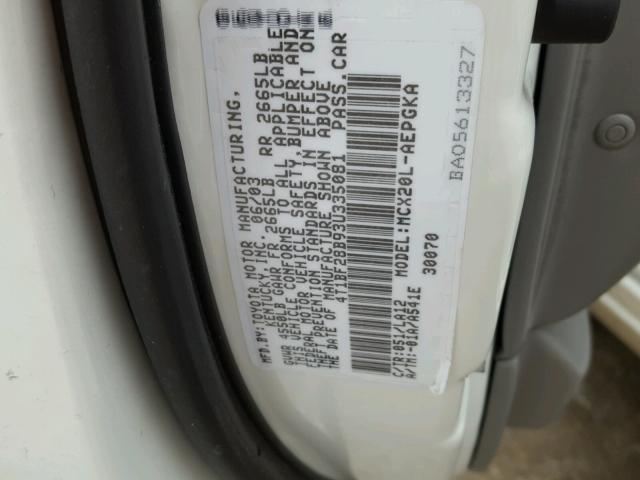 MFD.BY:TOYOTA MOTOR MANUFACTURING,
KENTUCKY, INC. 06/03
GVWR 4550LB GAWR FR 2665LB RR 2665LB
THIS VEHICLE CONFORMS TO ALL APPLICABLE
FEDERAL MOTOR VEHICLE SAFETY,BUMPER AND
THEFT PREVENTION STANDARDS IN EFFECT ON
THE DATE OF MANUFACTURE SHOWN ABOVE.
4T1BF28B93U335081 PASS.CAR
C/TR:051/LA12 MODEL:MCX20L-AEPGKA
A/TM:-01A/A541E 30070
BA05613327